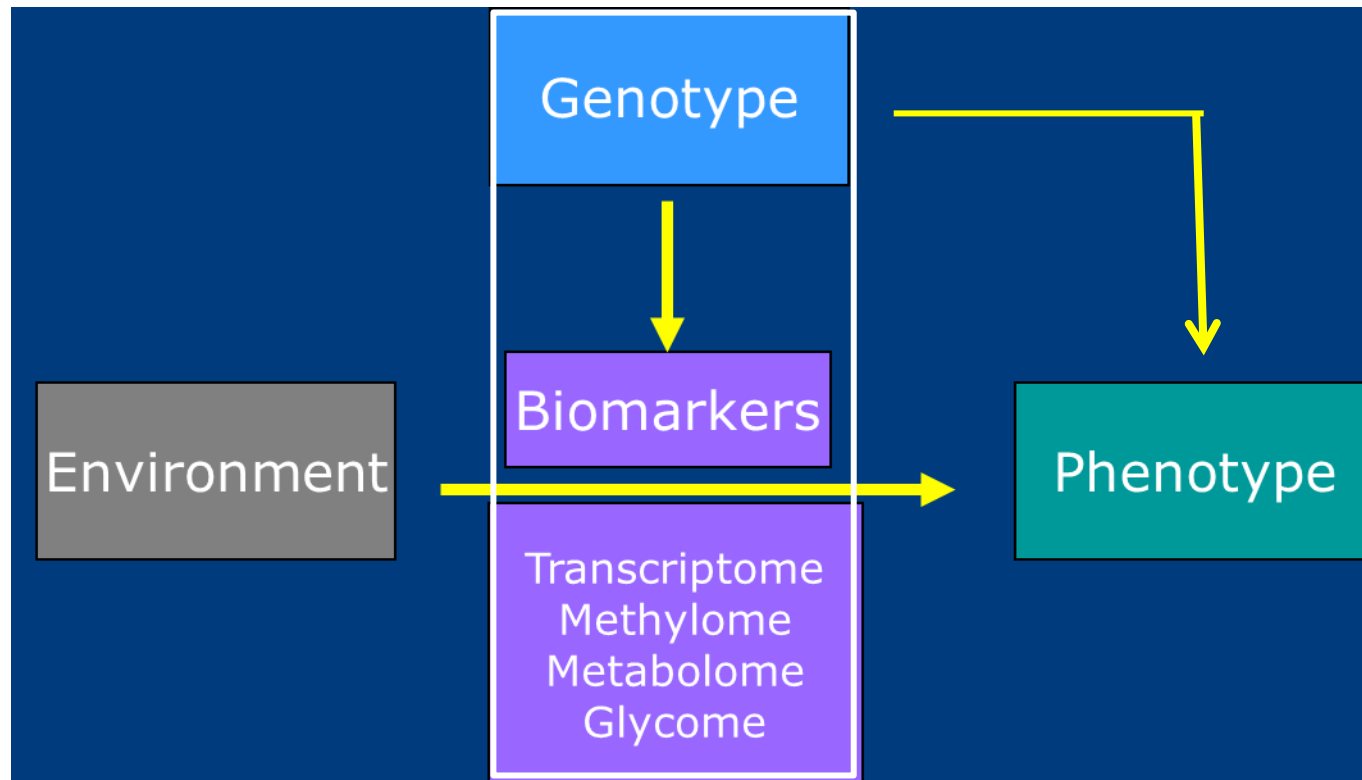 Genotype
Biomarkers
Environment
Phenotype
Transcriptome
Methylome
Metabolome
Glycome